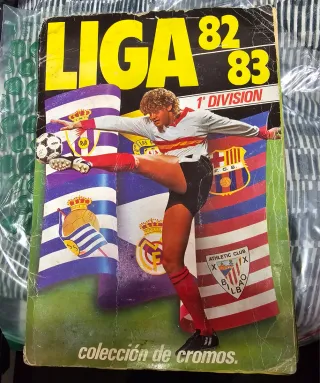 LIGA 82
83
1ª DIVISION
ATHLETIC CLUB
BILBAO
colección de cromos.